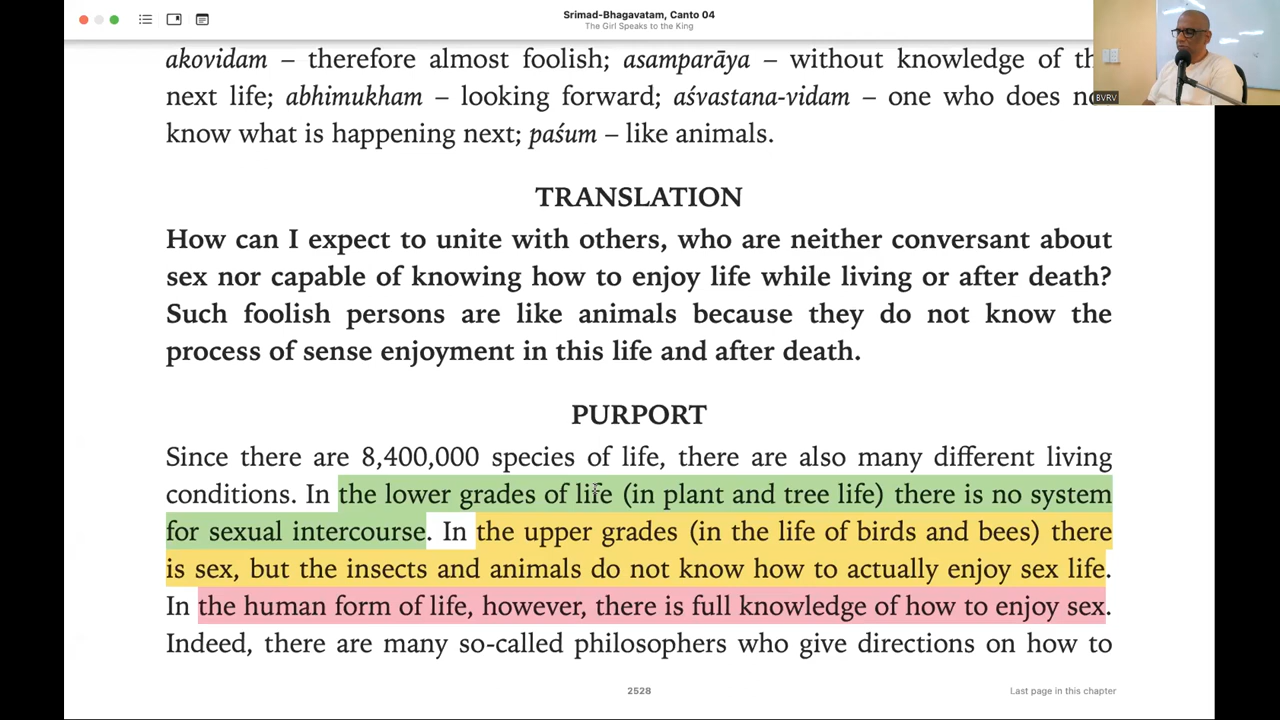 Srimad-Bhagavatam, Canto 04
The Girl Speaks to the King
akovidam – therefore almost foolish; asamparāya – without knowledge of
next life; abhimukham – looking forward; aśvastana-vidam – one who does
know what is happening next; paśum – like animals.
TRANSLATION
How can I expect to unite with others, who are neither conversant about
sex nor capable of knowing how to enjoy life while living or after death?
Such foolish persons are like animals because they do not know the
process of sense enjoyment in this life and after death.
PURPORT
Since there are 8,400,000 species of life, there are also many different living
conditions. In the lower grades of life (in plant and tree life) there is no system
for sexual intercourse. In the upper grades (in the life of birds and bees) there
is sex, but the insects and animals do not know how to actually enjoy sex life.
In the human form of life, however, there is full knowledge of how to enjoy sex.
Indeed, there are many so-called philosophers who give directions on how to
2528
Last page in this chapter
BVRV